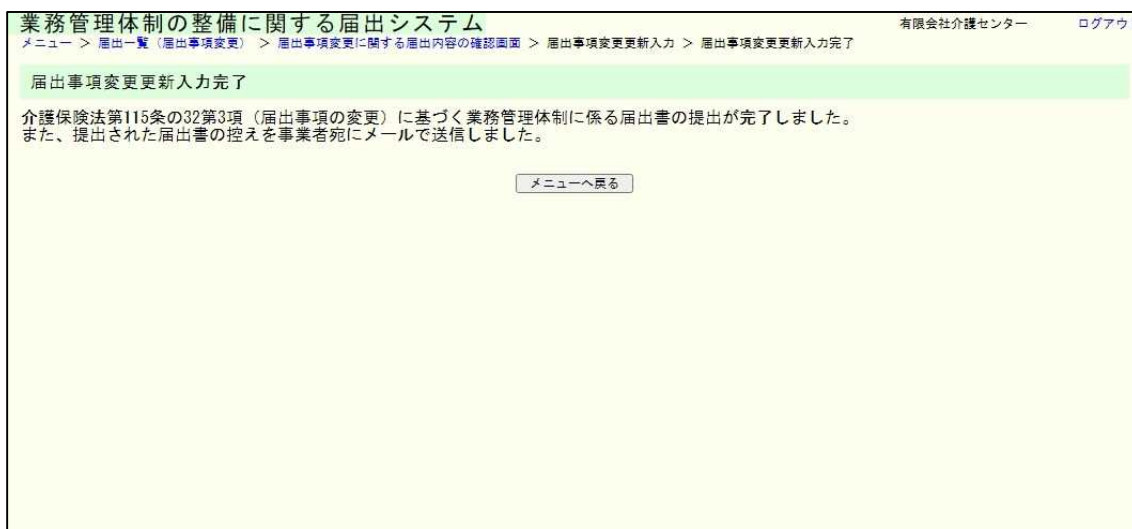 業務管理体制の整備に関する届出システム
有限会社介護センター
ログアウ
メニュー > 届出一覧（届出事項変更） > 届出事項変更に関する届出内容の確認画面 > 届出事項変更更新入力 > 届出事項変更更新入力完了
届出事項変更更新入力完了
介護保険法第115条の32第3項（届出事項の変更）に基づく業務管理体制に係る届出書の提出が完了しました。
また、提出された届出書の控えを事業者宛にメールで送信しました。
メニューへ戻る